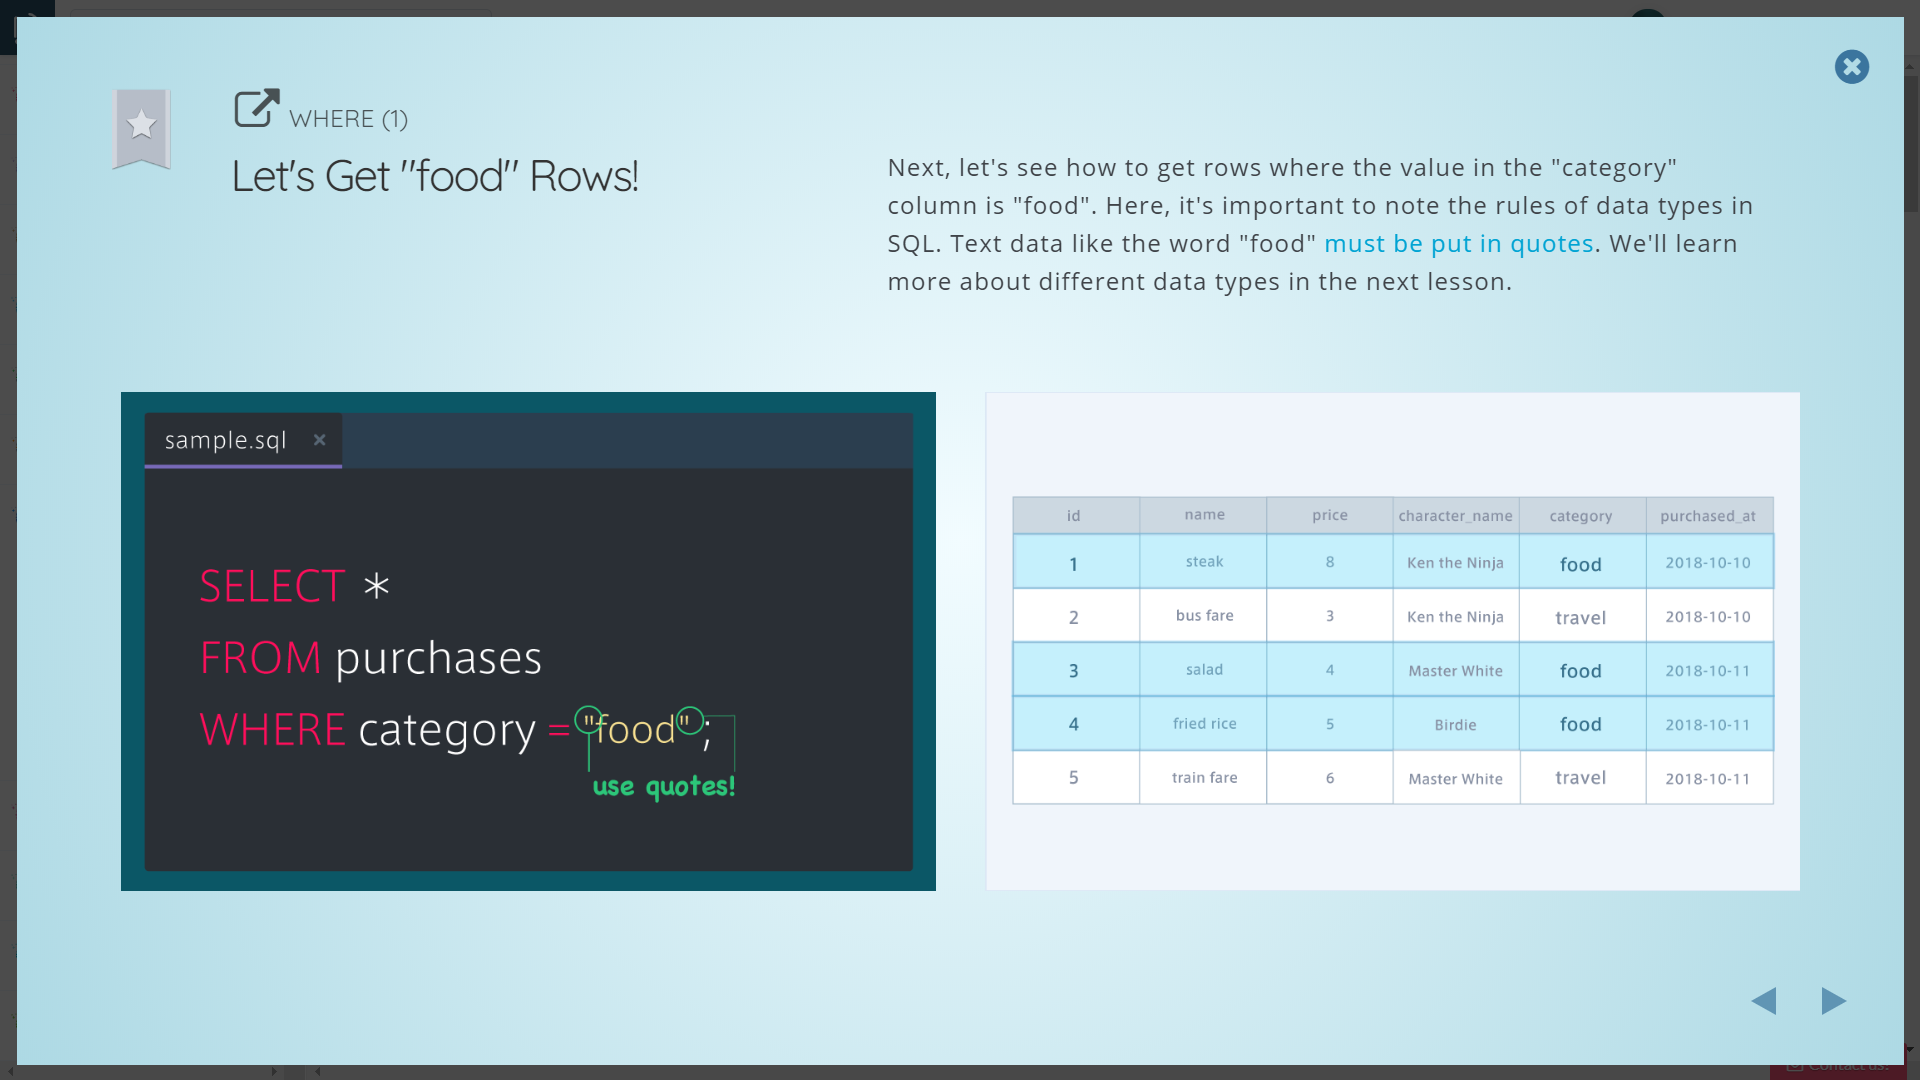 WHERE (1)
Let's Get "food" Rows!
Next, let's see how to get rows where the value in the "category"
column is "food". Here, it's important to note the rules of data types in
SQL. Text data like the word "food" must be put in quotes. We'll learn
more about different data types in the next lesson.
sample.sql
SELECT *
FROM purchases
WHERE category = "food" ;
use quotes!
id name price character_name category purchased_at
1 steak 8 Ken the Ninja food 2018-10-10
2 bus fare 3 Ken the Ninja travel 2018-10-10
3 salad 4 Master White food 2018-10-11
4 fried rice 5 Birdie food 2018-10-11
5 train fare 6 Master White travel 2018-10-11
Contact us!